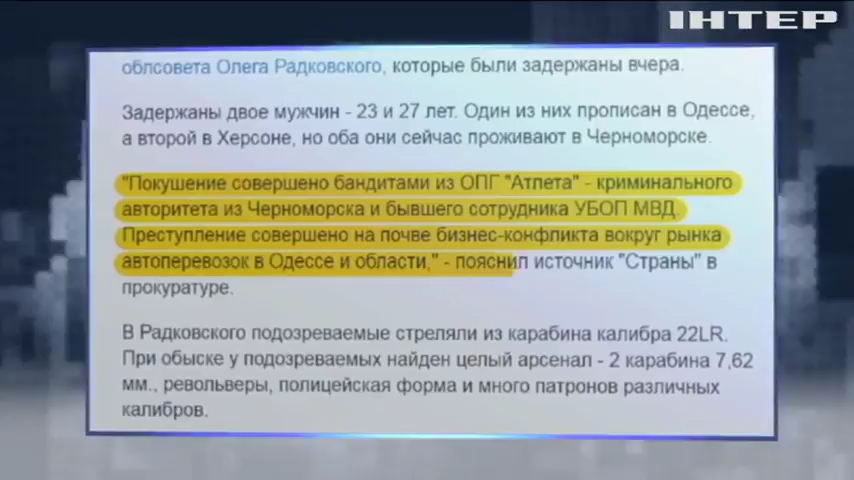 ІНТЕР
облсовета Олега Радковского, которые были задержаны вчера.
Задержаны двое мужчин - 23 и 27 лет. Один из них прописан в Одессе,
а второй в Херсоне, но оба они сейчас проживают в Черноморске.
"Покушение совершено бандитами из ОПГ "Атлета" - криминального
авторитета из Черноморска и бывшего сотрудника УБОП МВД.
Преступление совершено на почве бизнес-конфликта вокруг рынка
автоперевозок в Одессе и области," - пояснил источник "Страны" в
прокуратуре.
В Радковского подозреваемые стреляли из карабина калибра 22LR.
При обыске у подозреваемых найден целый арсенал - 2 карабина 7,62
мм., револьверы, полицейская форма и много патронов различных
калибров.